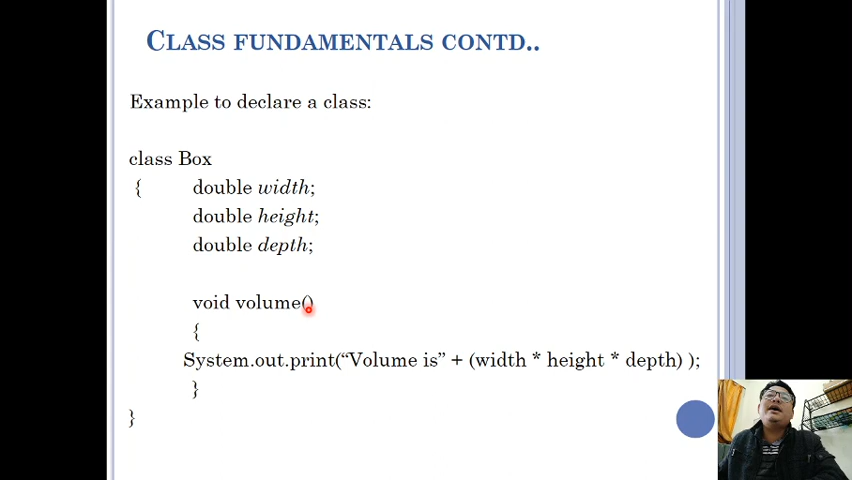 CLASS FUNDAMENTALS CONTD..
Example to declare a class:
class Box
{ double width;
double height;
double depth;
void volume()
{
System.out.print(“Volume is” + (width * height * depth) );
}
}